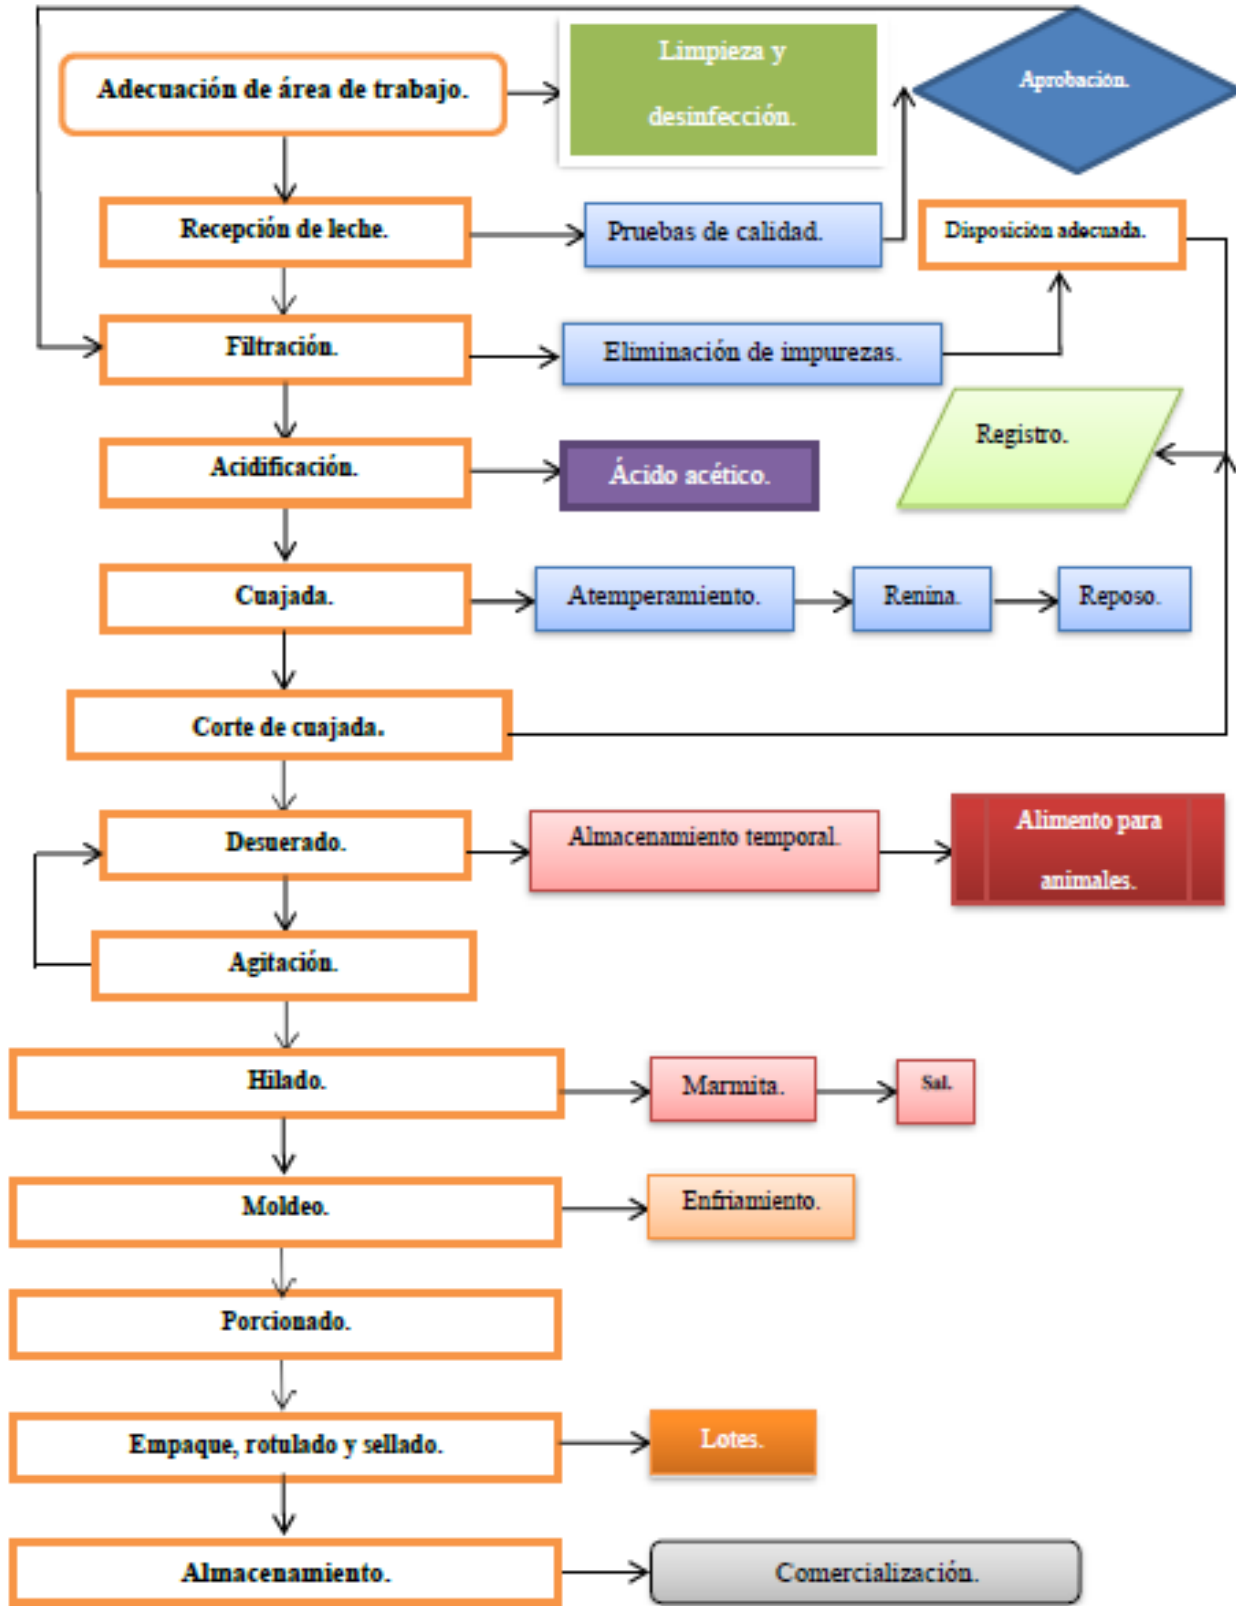 Adecuación de área de trabajo.
Limpieza y
desinfección.
Aprobación.
Recepción de leche.
Pruebas de calidad.
Disposición adecuada.
Filtración.
Eliminación de impurezas.
Registro.
Acidificación.
Ácido acético.
Cuajada.
Atemperamiento.
Renina.
Reposo.
Corte de cuajada.
Desuerado.
Almacenamiento temporal.
Alimento para
animales.
Agitación.
Hilado.
Marmita.
Sal.
Moldeo.
Enfriamiento.
Porcionado.
Empaque, rotulado y sellado.
Lotes.
Almacenamiento.
Comercialización.